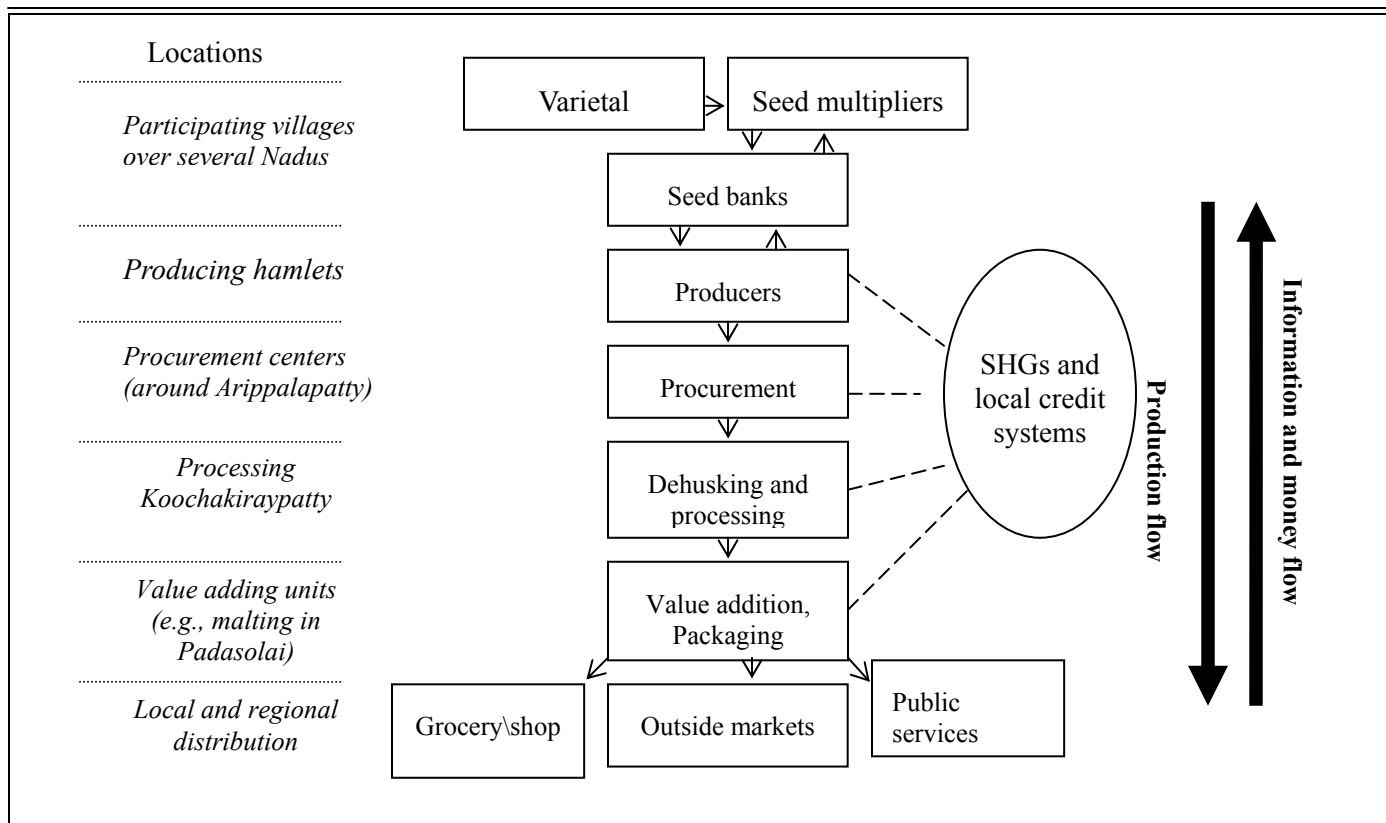 Locations
Participating villages
over several Nadus
Producing hamlets
Procurement centers
(around Arippalapatty)
Processing
Koochakiraypatty
Value adding units
(e.g., malting in
Padasolai)
Local and regional
distribution
Varietal
Seed multipliers
Seed banks
Producers
Procurement
Dehusking and
processing
Value addition,
Packaging
Grocery\shop
Outside markets
Public
services
SHGs and
local credit
systems
Production flow
Information and money flow